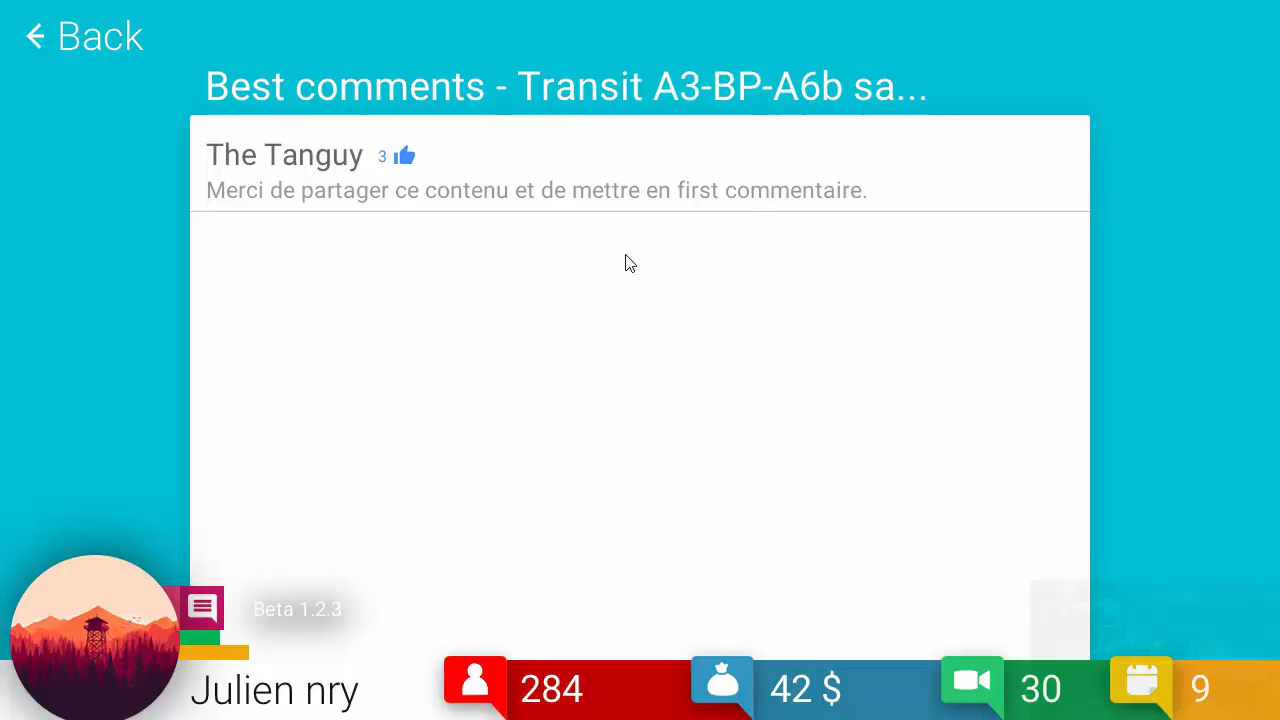 Back
Best comments - Transit A3-BP-A6b sa...
The Tanguy 3
Merci de partager ce contenu et de mettre en first commentaire.
Beta 1.2.3
Julien nry
284
42 $
30
9